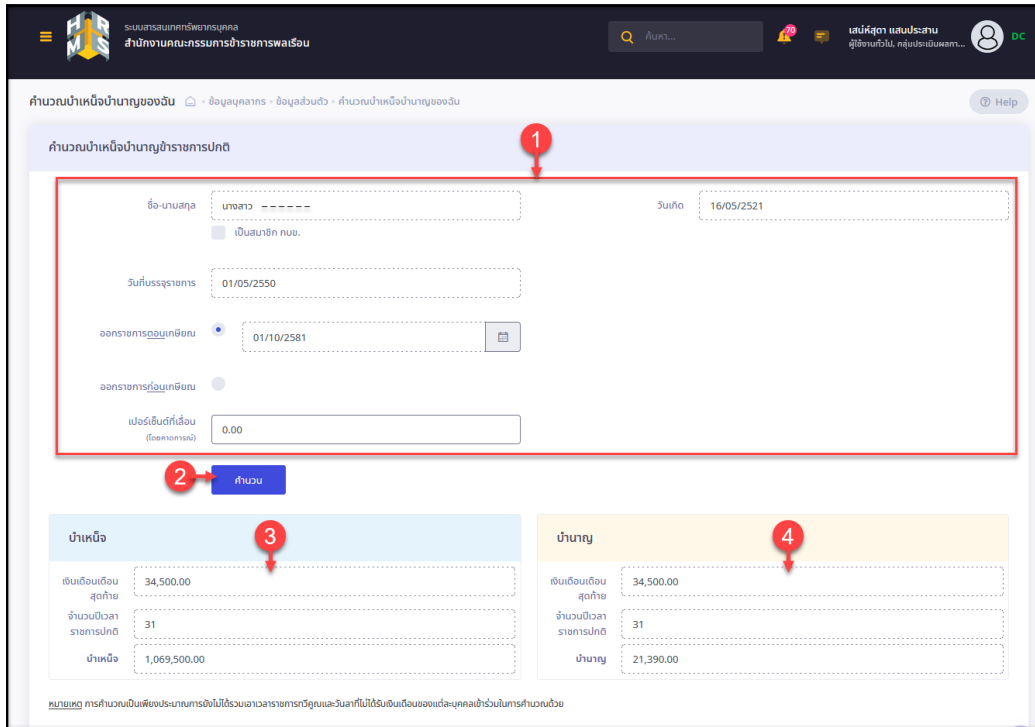 HR
MS
ระบบสารสนเทศทรัพยากรบุคคล
สำนักงานคณะกรรมการข้าราชการพลเรือน
ค้นหา...
70
เสน่ห์สุดา แสนประสาน
ผู้ใช้งานทั่วไป, กลุ่มประเมินผลกา...
DC
คำนวณบำเหน็จบำนาญของฉัน
ข้อมูลบุคลากร
ข้อมูลส่วนตัว
คำนวณบำเหน็จบำนาญของฉัน
Help
คำนวณบำเหน็จบำนาญข้าราชการปกติ
1
ชื่อ-นามสกุล
นางสาว ------
วันเกิด
16/05/2521
เป็นสมาชิก กบข.
วันที่บรรจุราชการ
01/05/2550
ออกราชการตอนเกษียณ
01/10/2581
ออกราชการก่อนเกษียณ
เปอร์เซ็นต์ที่เลื่อน
(โดยคาดการณ์)
0.00
2
คำนวน
บำเหน็จ
3
เงินเดือนเดือน
สุดท้าย
34,500.00
จำนวนปีเวลา
ราชการปกติ
31
บำเหน็จ
1,069,500.00
บำนาญ
4
เงินเดือนเดือน
สุดท้าย
34,500.00
จำนวนปีเวลา
ราชการปกติ
31
บำนาญ
21,390.00
หมายเหตุ การคำนวณเป็นเพียงประมาณการยังไม่ได้รวมเอาเวลาราชการทวีคูณและวันลาที่ไม่ได้รับเงินเดือนของแต่ละบุคคลเข้าร่วมในการคำนวณด้วย